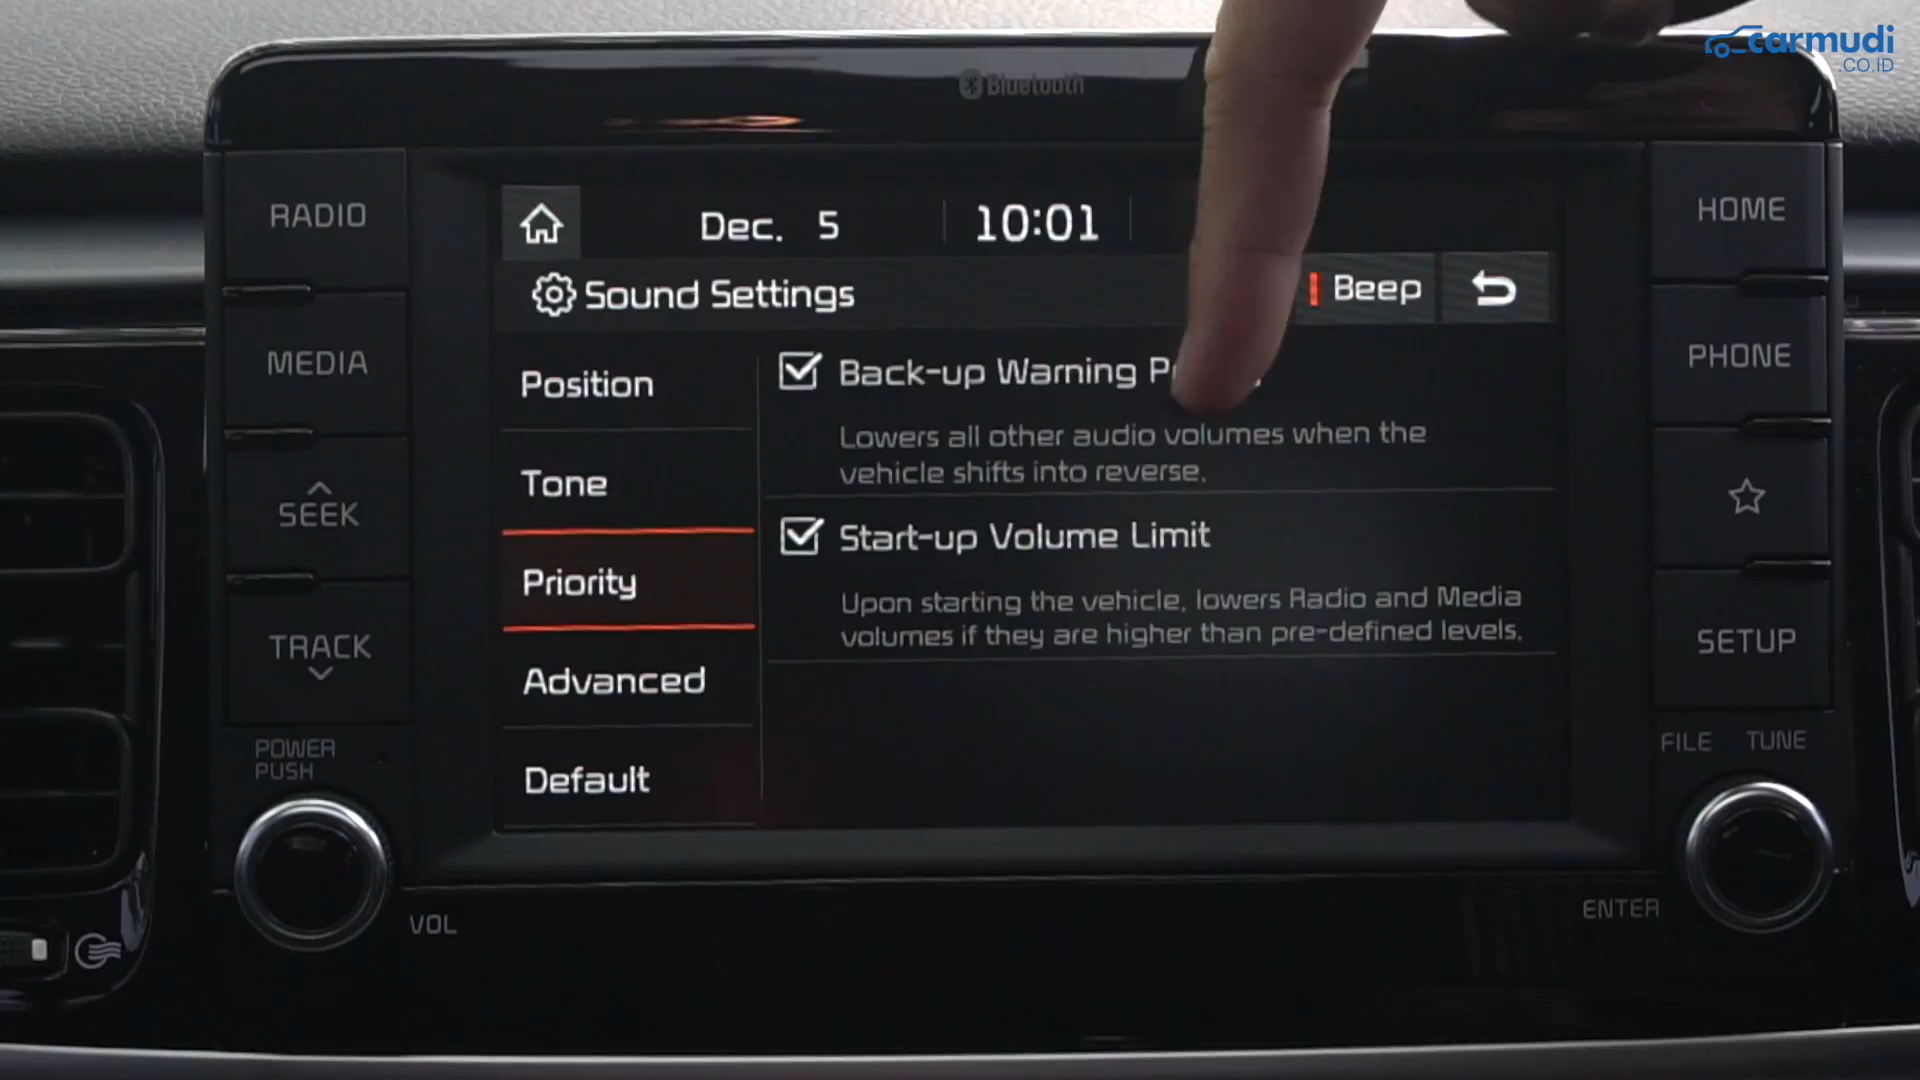 carmudi
.CO.ID
Bluetooth
RADIO
MEDIA
SEEK
TRACK
POWER
PUSH
VOL
Dec. 5
10:01
Sound Settings
Beep
Position
Tone
Priority
Advanced
Default
Back-up Warning
Lowers all other audio volumes when the
vehicle shifts into reverse.
Start-up Volume Limit
Upon starting the vehicle, lowers Radio and Media
volumes if they are higher than pre-defined levels.
HOME
PHONE
SETUP
FILE
TUNE
ENTER